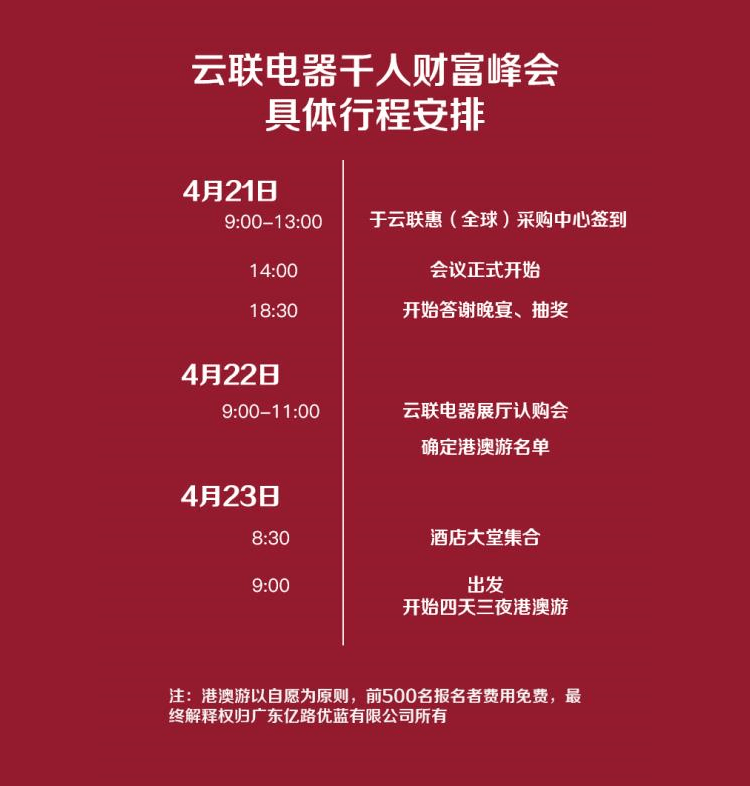 云联电器千人财富峰会
具体行程安排
4月21日
9:00-13:00 于云联惠（全球）采购中心签到
14:00 会议正式开始
18:30 开始答谢晚宴、抽奖
4月22日
9:00-11:00 云联电器展厅认购会
确定港澳游名单
4月23日
8:30 酒店大堂集合
9:00 出发
开始四天三夜港澳游
注：港澳游以自愿为原则，前500名报名者费用免费，最
终解释权归广东亿路优蓝有限公司所有